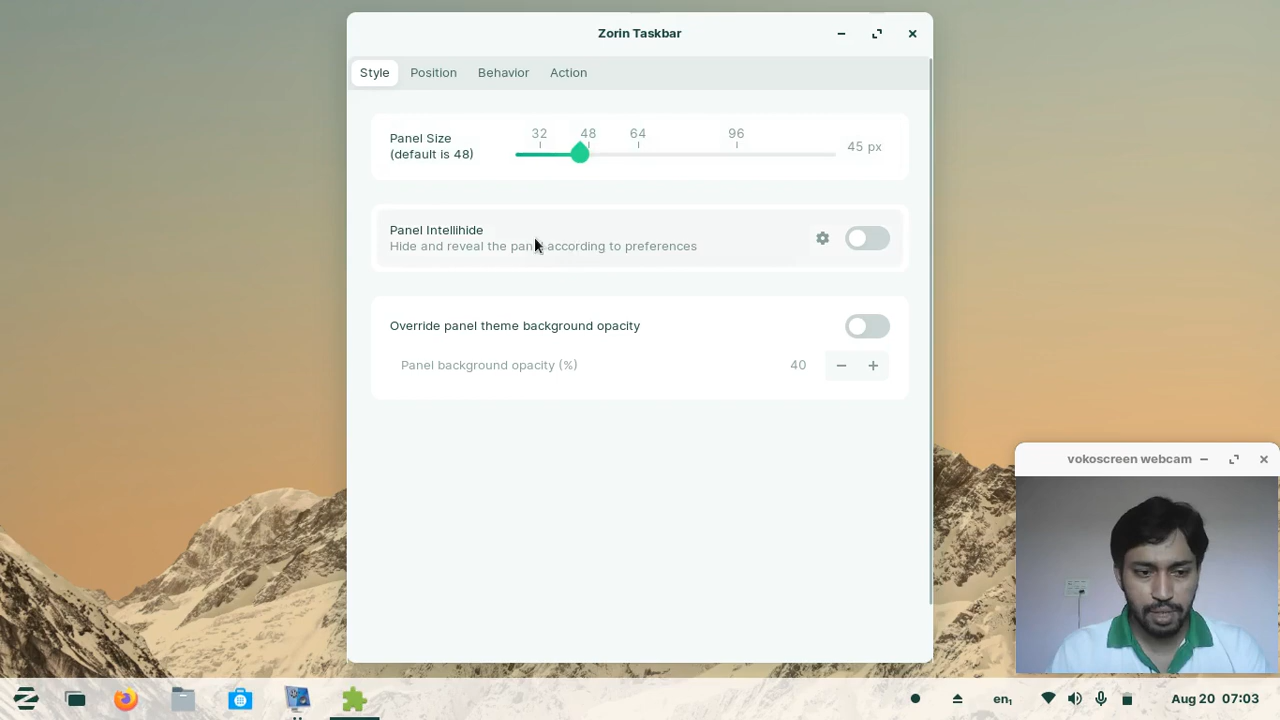 Zorin Taskbar
Style Position Behavior Action
32 48 64 96
Panel Size
(default is 48)
45 px
Panel Intellihide
Hide and reveal the panel according to preferences
Override panel theme background opacity
Panel background opacity (%) 40
vokoscreen webcam
en₁ Aug 20 07:03